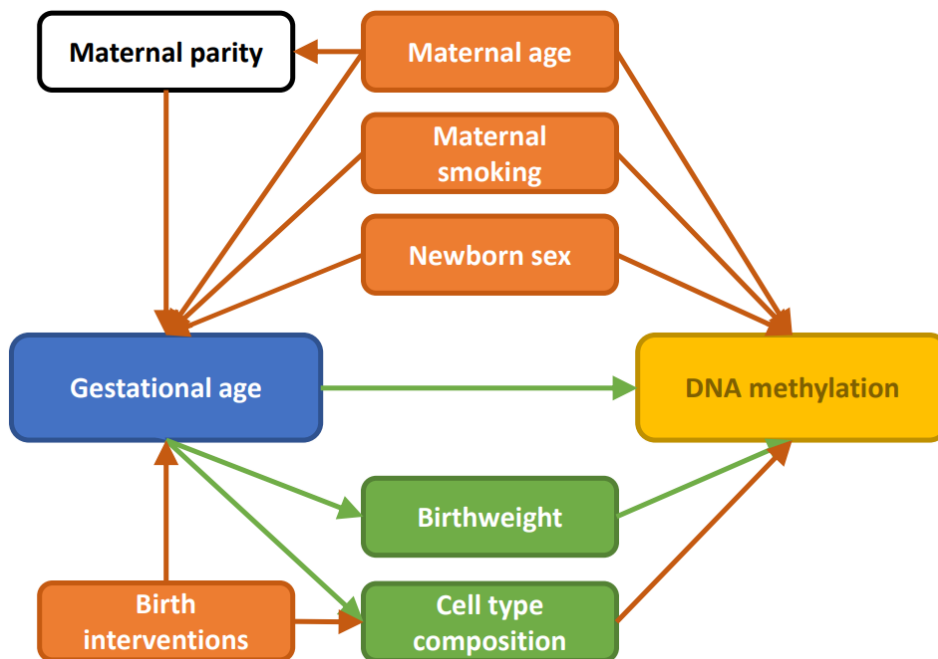 Maternal parity
Maternal age
Maternal
smoking
Newborn sex
Gestational age
DNA methylation
Birthweight
Birth
interventions
Cell type
composition